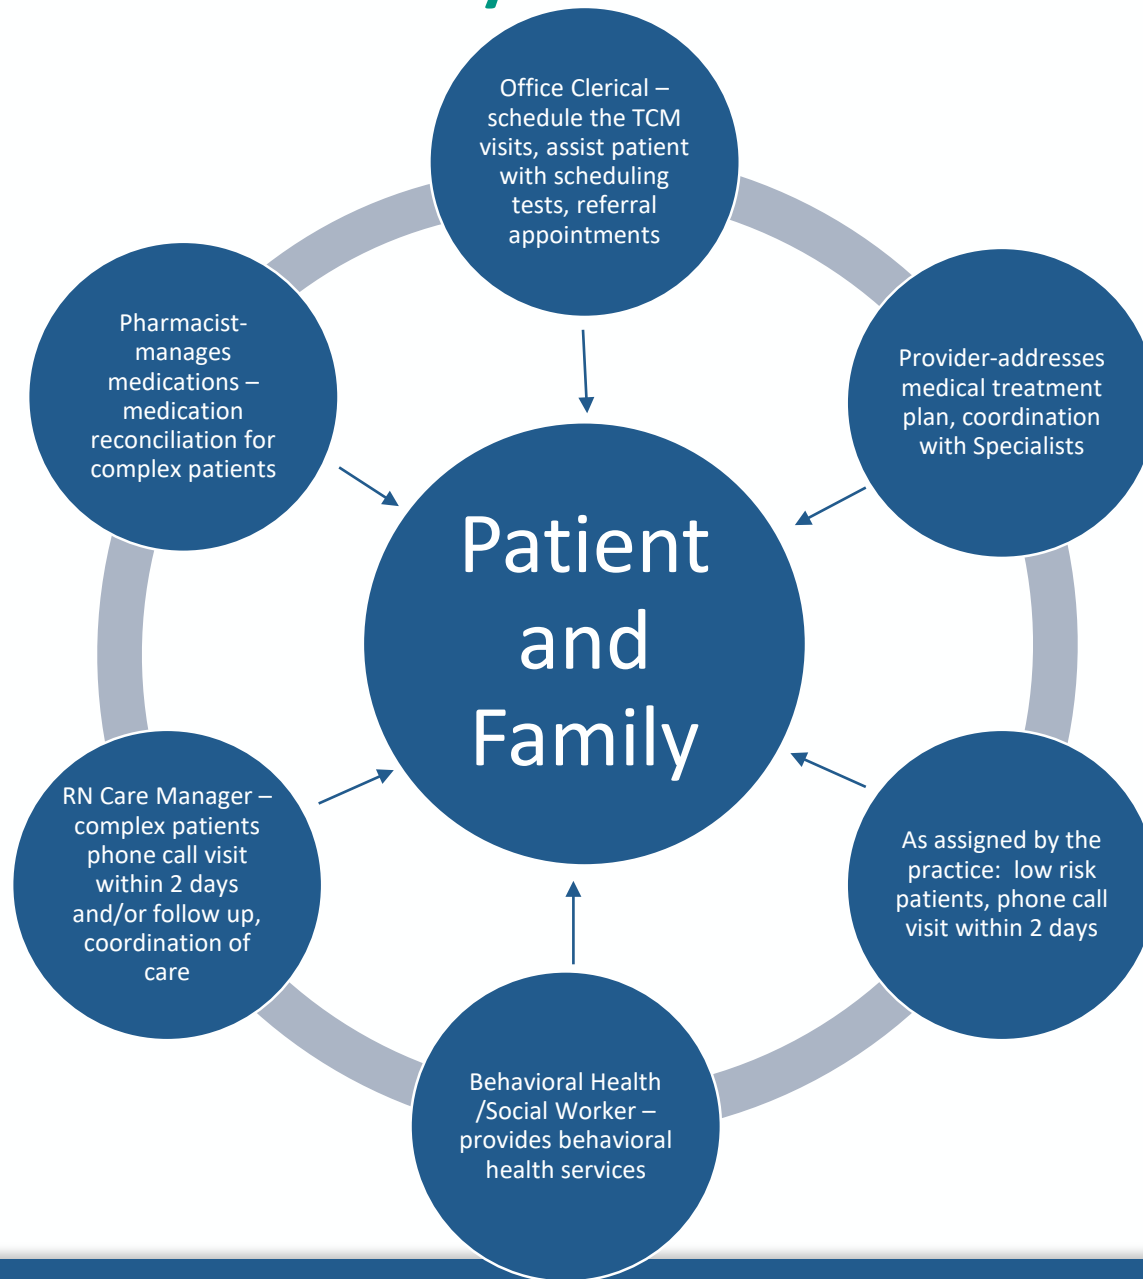 Office Clerical –
schedule the TCM
visits, assist patient
with scheduling
tests, referral
appointments
Provider-addresses
medical treatment
plan, coordination
with Specialists
As assigned by the
practice:  low risk
patients, phone call
visit within 2 days
Behavioral Health
/Social Worker –
provides behavioral
health services
RN Care Manager –
complex patients
phone call visit
within 2 days
and/or follow up,
coordination of
care
Pharmacist-
manages
medications –
medication
reconciliation for
complex patients
Patient
and
Family